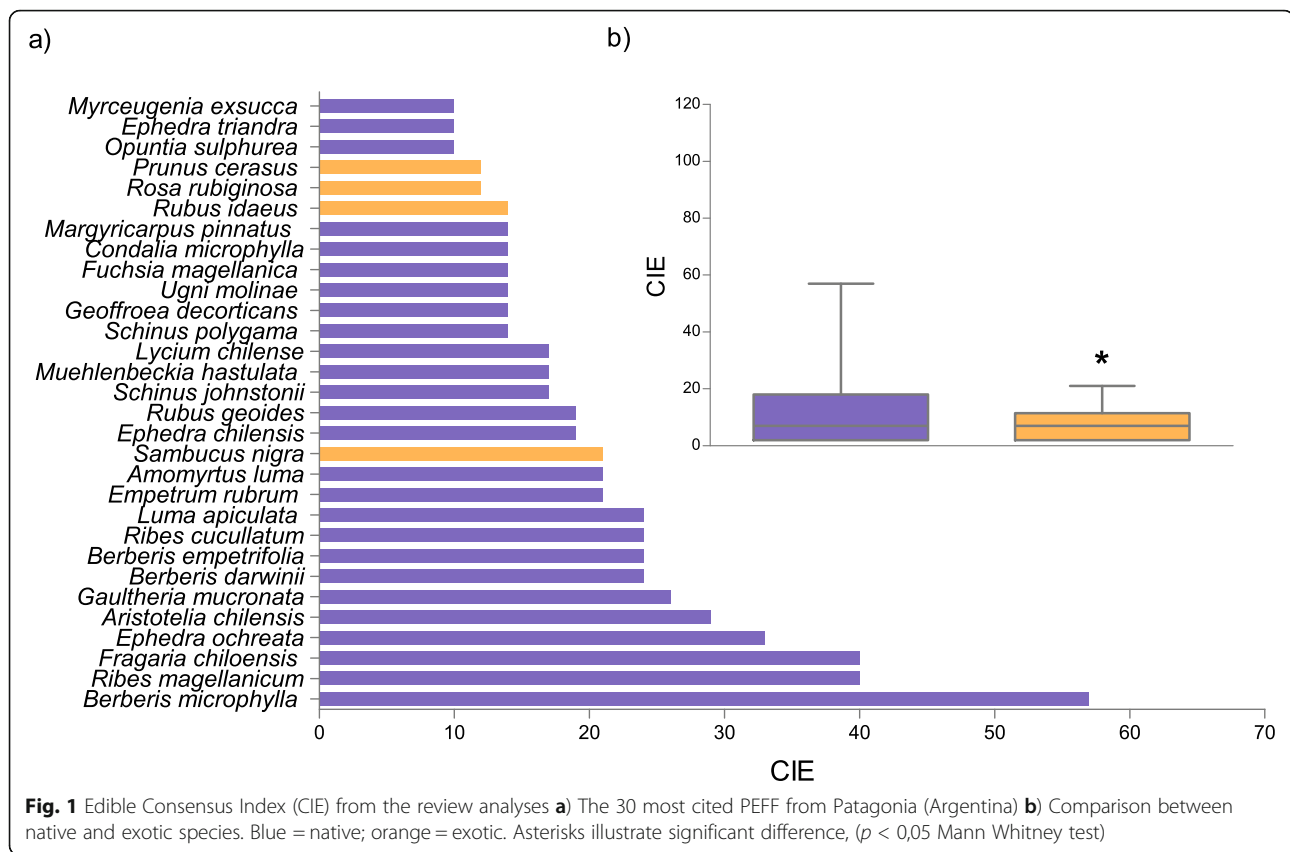 a)
Myrceugenia exsucca
Ephedra triandra
Opuntia sulphurea
Prunus cerasus
Rosa rubiginosa
Rubus idaeus
Margyricarpus pinnatus
Condalia microphylla
Fuchsia magellanica
Ugni molinae
Geoffroea decorticans
Schinus polygama
Lycium chilense
Muehlenbeckia hastulata
Schinus johnstonii
Rubus geoides
Ephedra chilensis
Sambucus nigra
Amomyrtus luma
Empetrum rubrum
Luma apiculata
Ribes cucullatum
Berberis empetrifolia
Berberis darwinii
Gaultheria mucronata
Aristotelia chilensis
Ephedra ochreata
Fragaria chiloensis
Ribes magellanicum
Berberis microphylla
0 10 20 30 40 50 60 70
CIE
b)
120
100
80
60
40
20
0
CIE
*
Fig. 1 Edible Consensus Index (CIE) from the review analyses a) The 30 most cited PEFF from Patagonia (Argentina) b) Comparison between
native and exotic species. Blue = native; orange = exotic. Asterisks illustrate significant difference, (p < 0,05 Mann Whitney test)